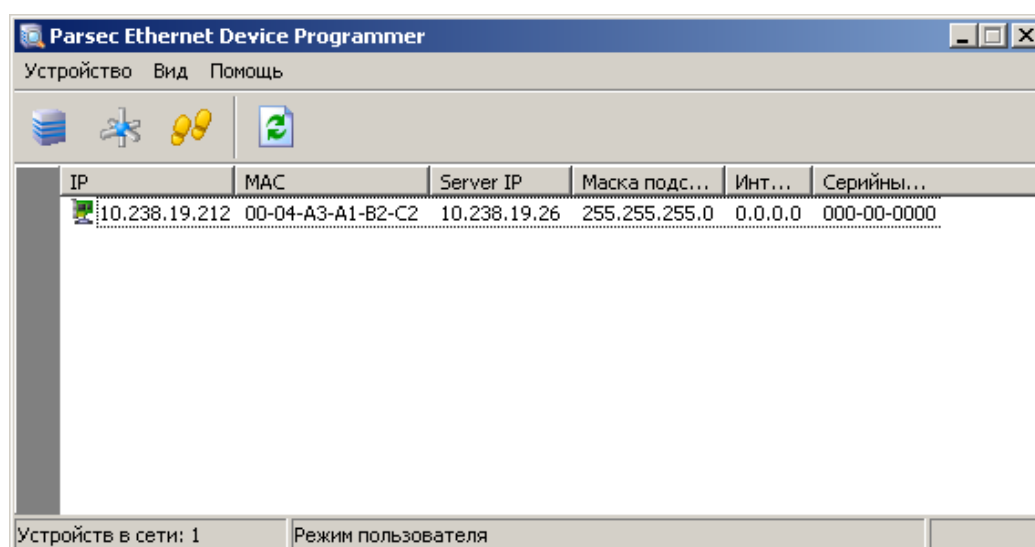 Parsec Ethernet Device Programmer
Устройство Вид Помощь
IP MAC Server IP Маска подс... Инт... Серийны...
10.238.19.212 00-04-A3-A1-B2-C2 10.238.19.26 255.255.255.0 0.0.0.0 000-00-0000
Устройств в сети: 1 Режим пользователя